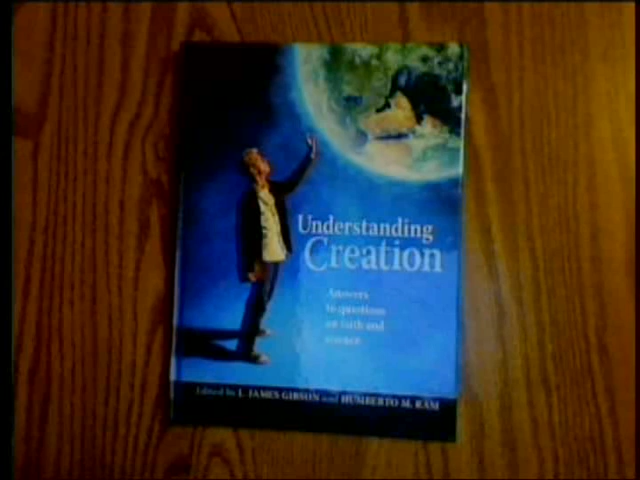 Understanding
Creation
Answers
to questions
on faith and
science
Edited by L. JAMES GIBSON and HUMBERTO M. RASI